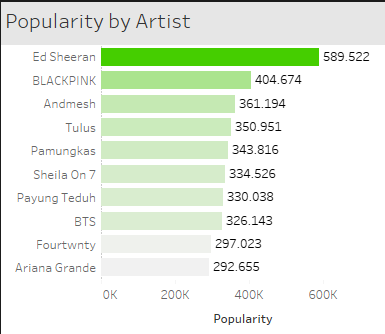 Popularity by Artist
Ed Sheeran 589.522
BLACKPINK 404.674
Andmesh 361.194
Tulus 350.951
Pamungkas 343.816
Sheila On 7 334.526
Payung Teduh 330.038
BTS 326.143
Fourtwnty 297.023
Ariana Grande 292.655
0K 200K 400K 600K
Popularity